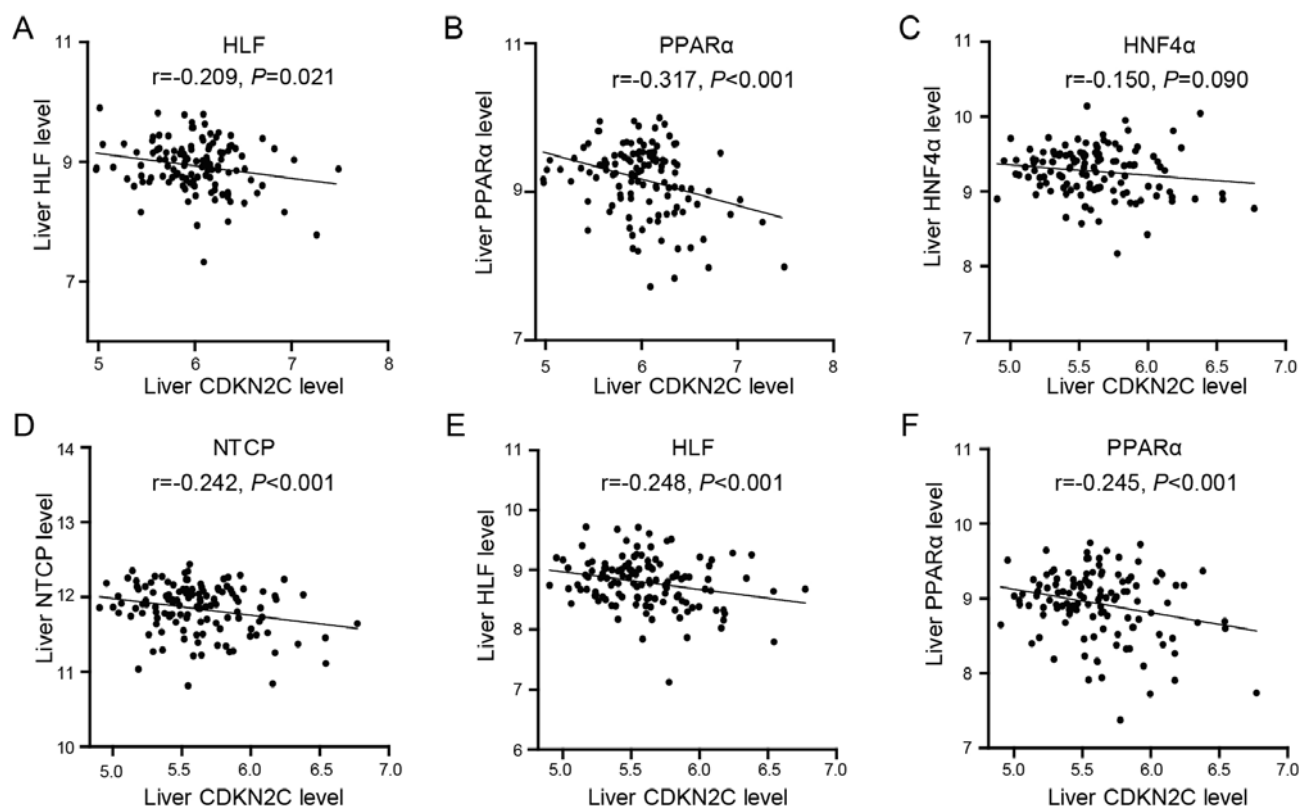 A
HLF
r=-0.209, P=0.021
11
9
7
Liver HLF level
5
6
7
8
Liver CDKN2C level
B
PPARα
r=-0.317, P<0.001
11
9
7
Liver PPARα level
5
6
7
8
Liver CDKN2C level
C
HNF4α
r=-0.150, P=0.090
11
10
9
8
7
Liver HNF4α level
5.0
5.5
6.0
6.5
7.0
Liver CDKN2C level
D
NTCP
r=-0.242, P<0.001
14
13
12
11
10
Liver NTCP level
5.0
5.5
6.0
6.5
7.0
Liver CDKN2C level
E
HLF
r=-0.248, P<0.001
11
10
9
8
7
6
Liver HLF level
5.0
5.5
6.0
6.5
7.0
Liver CDKN2C level
F
PPARα
r=-0.245, P<0.001
11
10
9
8
7
Liver PPARα level
5.0
5.5
6.0
6.5
7.0
Liver CDKN2C level